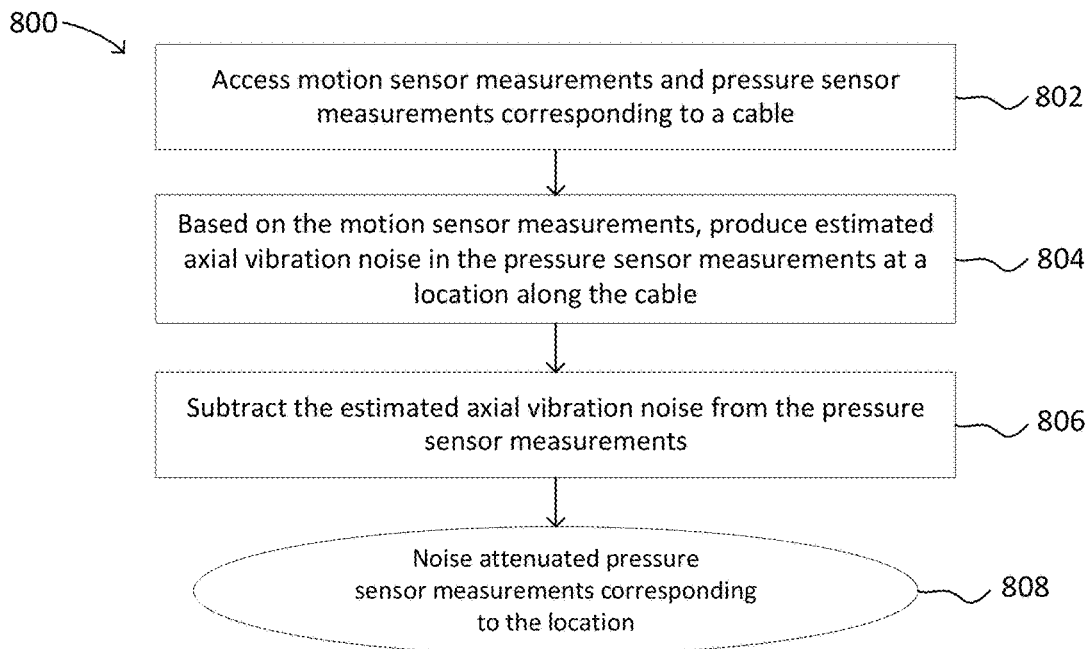 800
Access motion sensor measurements and pressure sensor
measurements corresponding to a cable
802
Based on the motion sensor measurements, produce estimated
axial vibration noise in the pressure sensor measurements at a
location along the cable
804
Subtract the estimated axial vibration noise from the pressure
sensor measurements
806
Noise attenuated pressure
sensor measurements corresponding
to the location
808